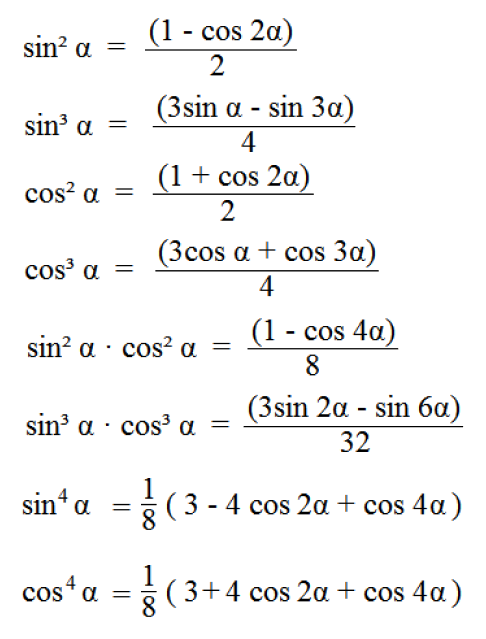 sin² α = (1 - cos 2α) / 2
sin³ α = (3sin α - sin 3α) / 4
cos² α = (1 + cos 2α) / 2
cos³ α = (3cos α + cos 3α) / 4
sin² α · cos² α = (1 - cos 4α) / 8
sin³ α · cos³ α = (3sin 2α - sin 6α) / 32
sin⁴ α = 1/8 ( 3 - 4 cos 2α + cos 4α )
cos⁴ α = 1/8 ( 3+4 cos 2α + cos 4α )